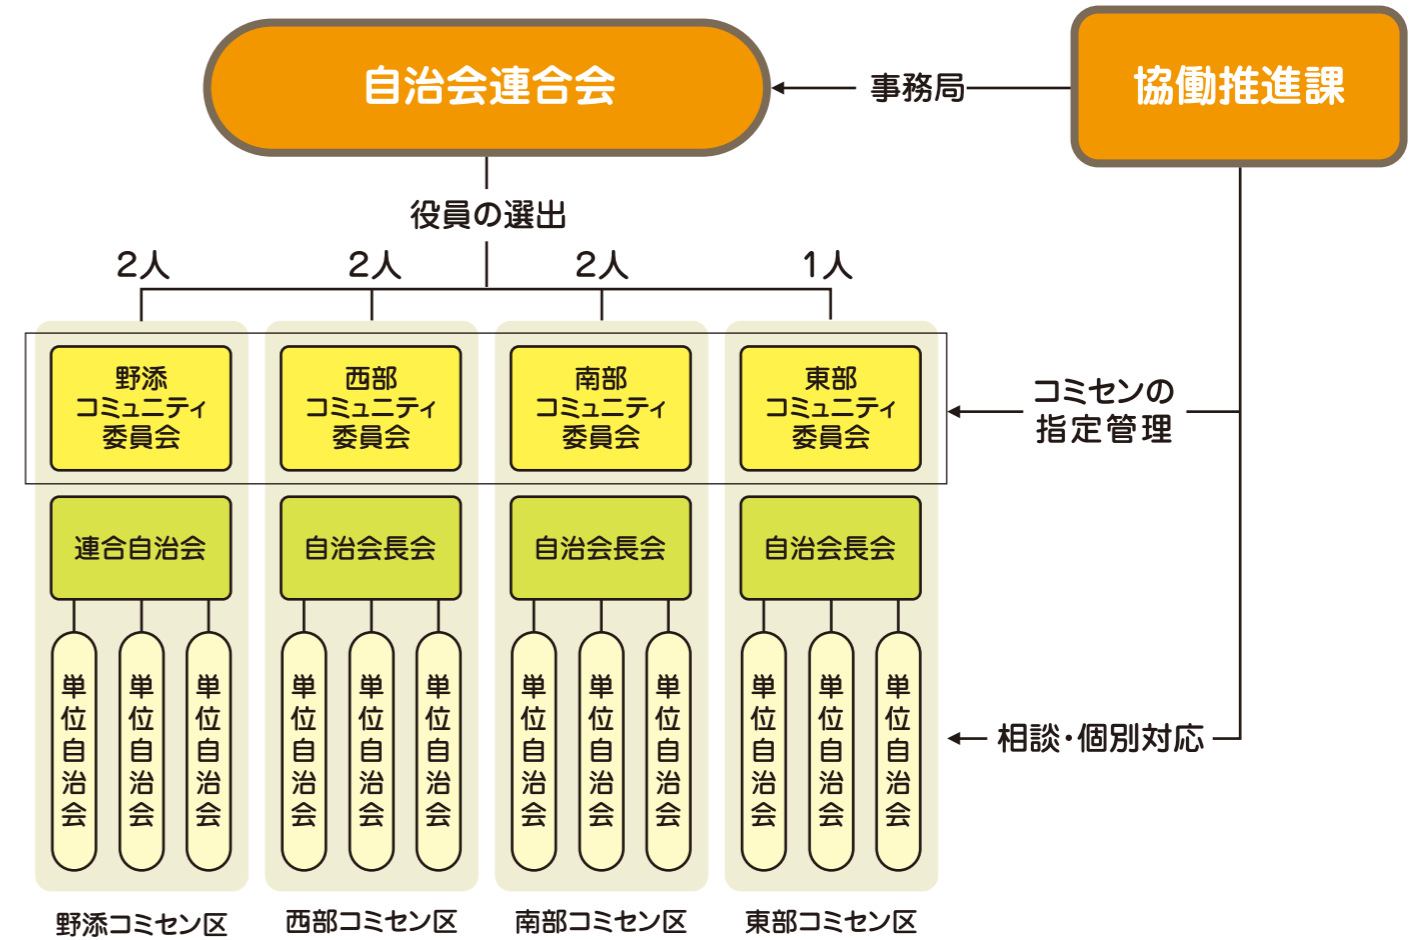 自治会連合会
事務局
協働推進課
役員の選出
2人
2人
2人
1人
野添
コミュニティ
委員会
西部
コミュニティ
委員会
南部
コミュニティ
委員会
東部
コミュニティ
委員会
コミセンの
指定管理
連合自治会
自治会長会
自治会長会
自治会長会
単位自治会
単位自治会
単位自治会
単位自治会
単位自治会
単位自治会
単位自治会
単位自治会
単位自治会
単位自治会
単位自治会
単位自治会
相談・個別対応
野添コミセン区
西部コミセン区
南部コミセン区
東部コミセン区